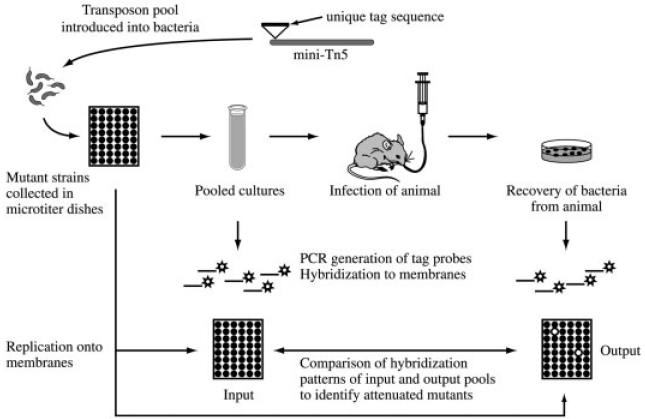 Transposon pool
introduced into bacteria
unique tag sequence
mini-Tn5
Mutant strains
collected in
microtiter dishes
Pooled cultures
Infection of animal
Recovery of bacteria
from animal
PCR generation of tag probes
Hybridization to membranes
Replication onto
membranes
Input
Comparison of hybridization
patterns of input and output pools
to identify attenuated mutants
Output